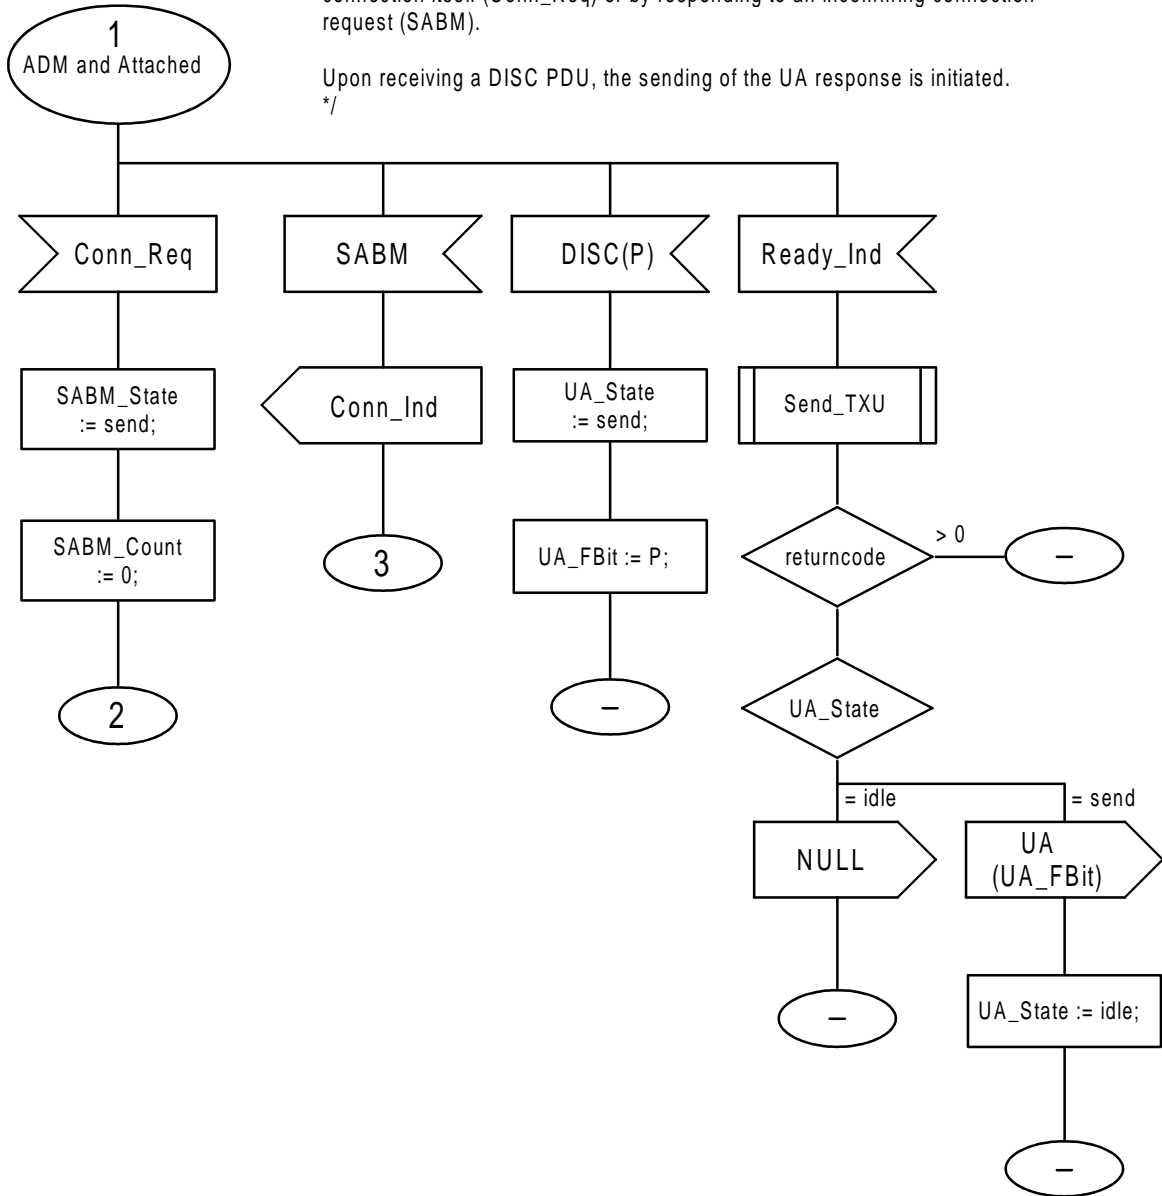 request (SABM).
Upon receiving a DISC PDU, the sending of the UA response is initiated.
*/
1
ADM and Attached
Conn_Req
SABM
DISC(P)
Ready_Ind
SABM_State
:= send;
Conn_Ind
UA_State
:= send;
Send_TXU
SABM_Count
:= 0;
3
UA_FBit := P;
returncode
> 0
–
2
–
UA_State
= idle
= send
NULL
UA
(UA_FBit)
–
UA_State := idle;
–